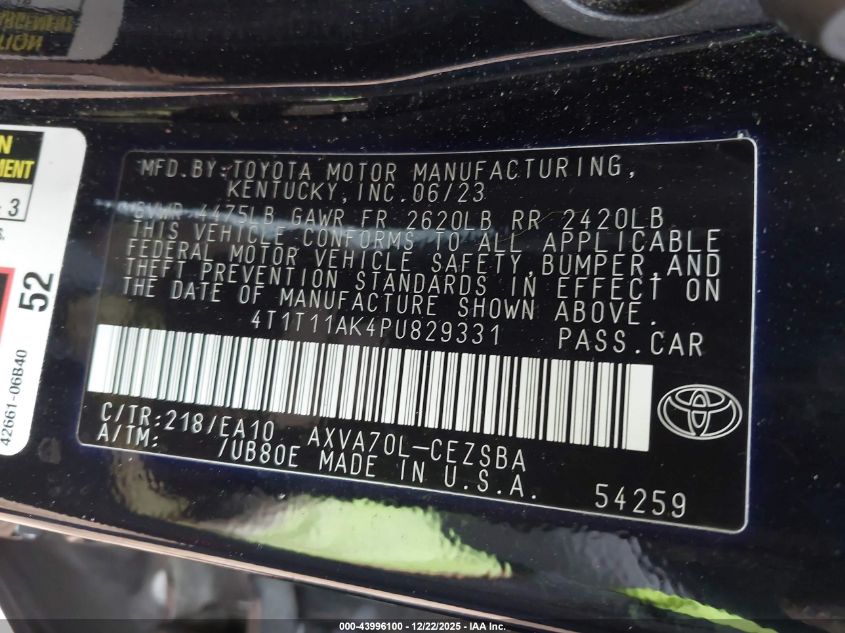 MFD.BY:TOYOTA MOTOR MANUFACTURING,
KENTUCKY,INC.06/23
GVWR 4475LB GAWR FR 2620LB RR 2420LB
THIS VEHICLE CONFORMS TO ALL APPLICABLE
FEDERAL MOTOR VEHICLE SAFETY,BUMPER,AND
THEFT PREVENTION STANDARDS IN EFFECT ON
THE DATE OF MANUFACTURE SHOWN ABOVE.
4T1T11AK4PU829331 PASS.CAR
C/TR:218/EA10 AXVA70L-CEZSBA
A/TM: /UB80E MADE IN U.S.A.
54259
52
42661-06B40
000-43996100 - 12/22/2025 - IAA Inc.